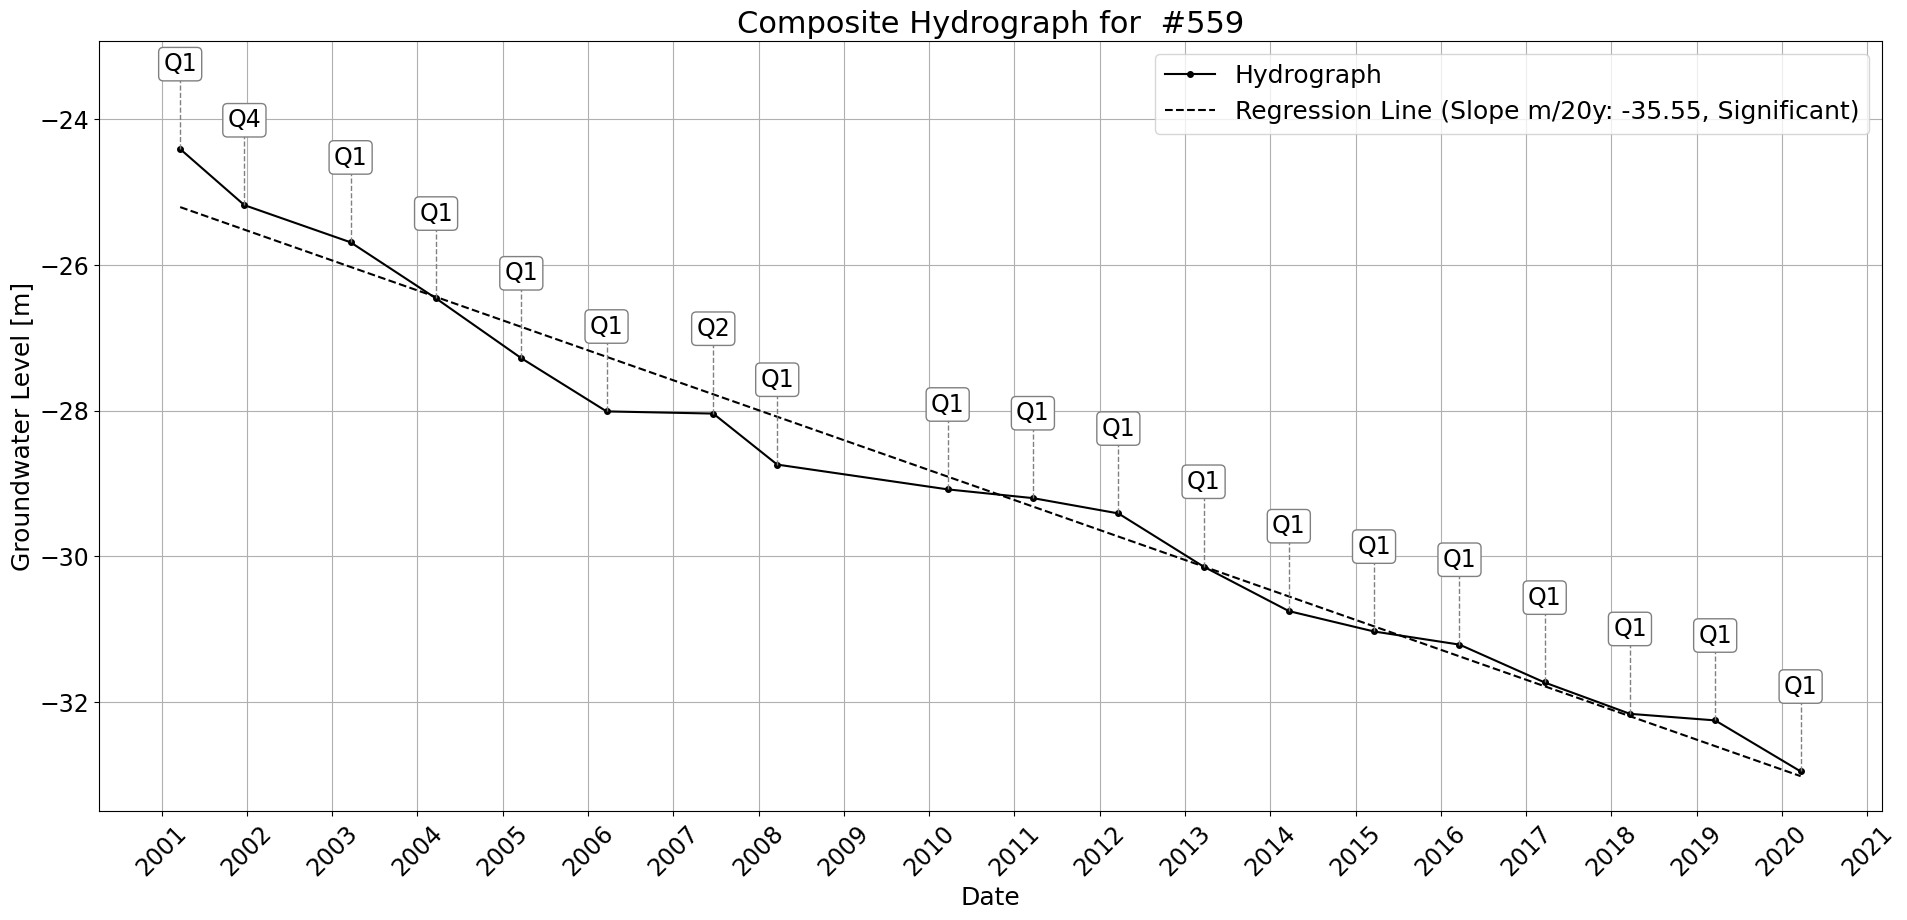 Composite Hydrograph for  #559
Hydrograph
Regression Line (Slope m/20y: -35.55, Significant)
Q1
Q4
Q1
Q1
Q1
Q1
Q2
Q1
Q1
Q1
Q1
Q1
Q1
Q1
Q1
Q1
Q1
Q1
Q1
Groundwater Level [m]
−24
−26
−28
−30
−32
2001
2002
2003
2004
2005
2006
2007
2008
2009
2010
2011
2012
2013
2014
2015
2016
2017
2018
2019
2020
2021
Date